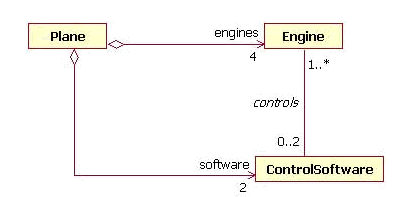 Plane
engines
Engine
4
1..*
controls
0..2
software
ControlSoftware
2